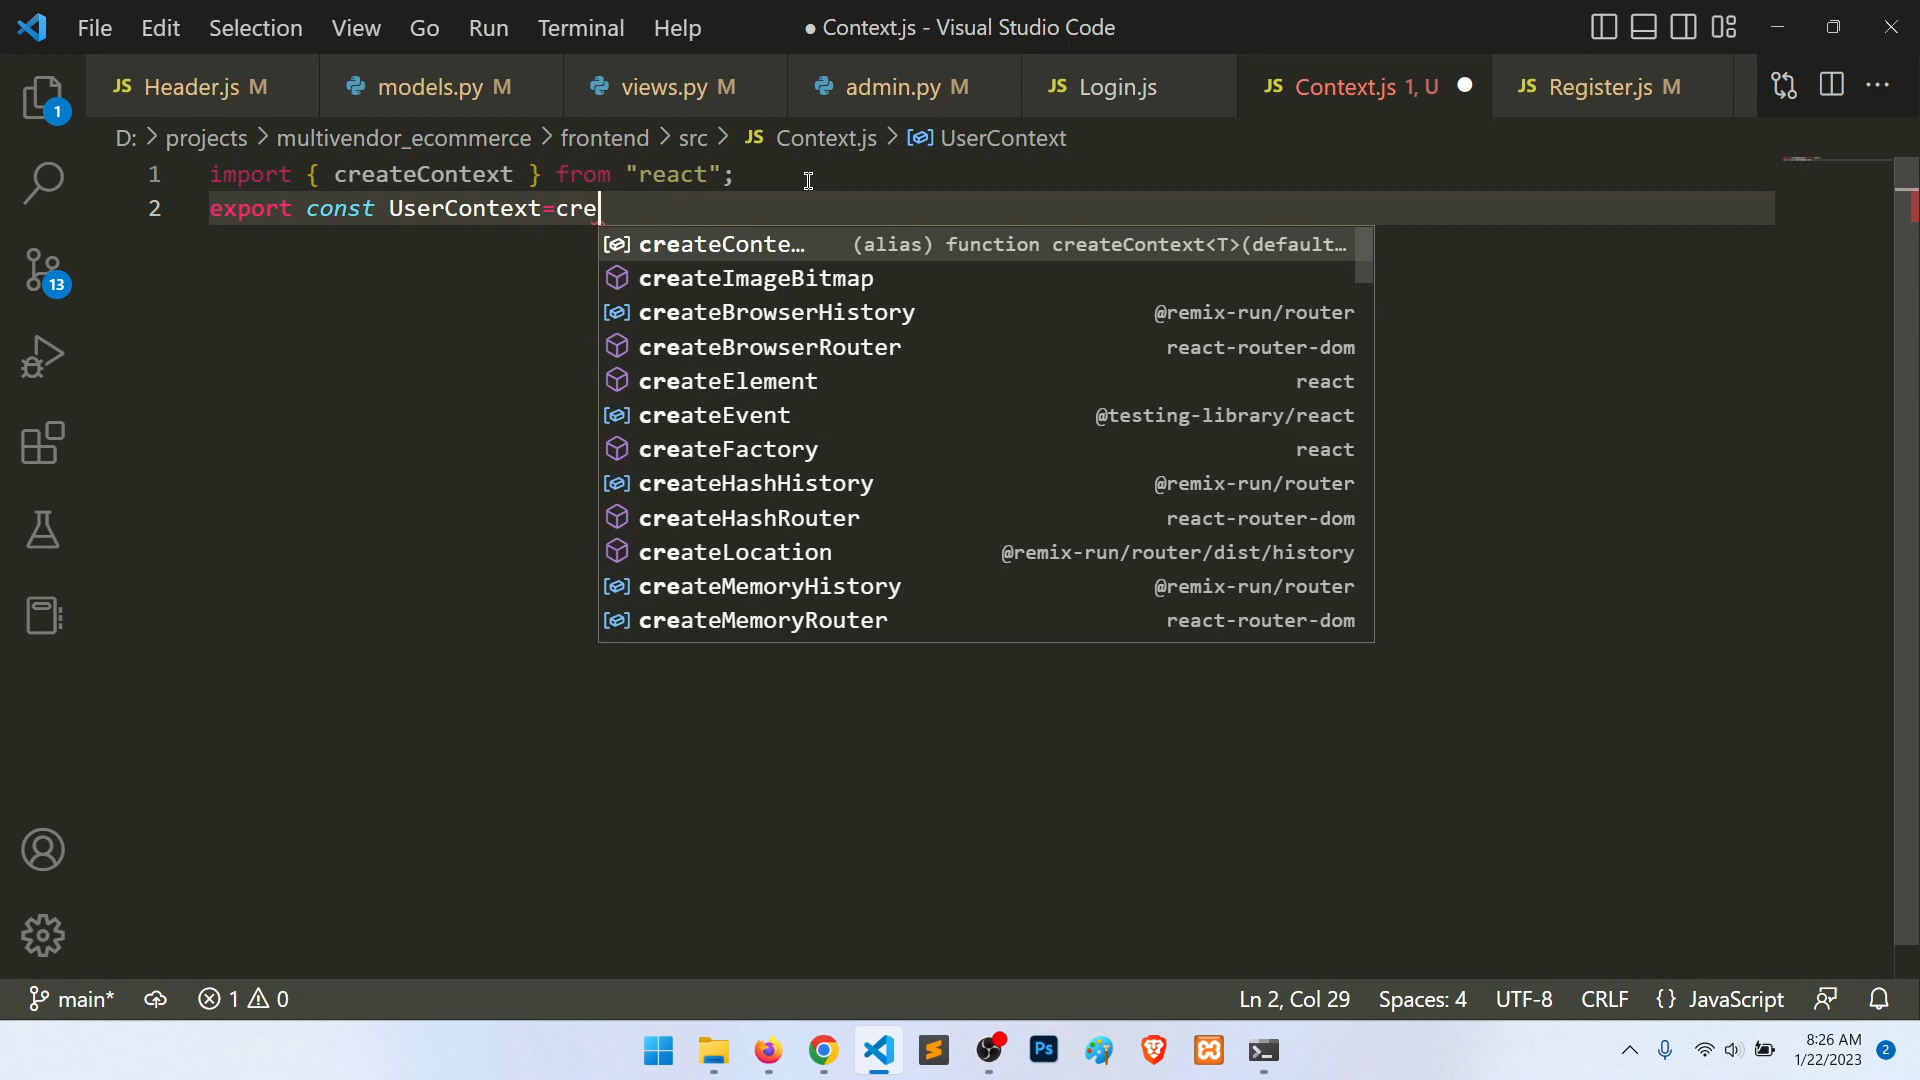 File Edit Selection View Go Run Terminal Help
● Context.js - Visual Studio Code
JS Header.js M
models.py M
views.py M
admin.py M
JS Login.js
JS Context.js 1, U
JS Register.js M
D: > projects > multivendor_ecommerce > frontend > src > JS Context.js > UserContext
1 import { createContext } from "react";
2 export const UserContext=cre
createConte… (alias) function createContext<T>(default…
createImageBitmap
createBrowserHistory @remix-run/router
createBrowserRouter react-router-dom
createElement react
createEvent @testing-library/react
createFactory react
createHashHistory @remix-run/router
createHashRouter react-router-dom
createLocation @remix-run/router/dist/history
createMemoryHistory @remix-run/router
createMemoryRouter react-router-dom
1
13
main* 1 0 Ln 2, Col 29 Spaces: 4 UTF-8 CRLF {} JavaScript
Ps
8:26 AM
1/22/2023
2